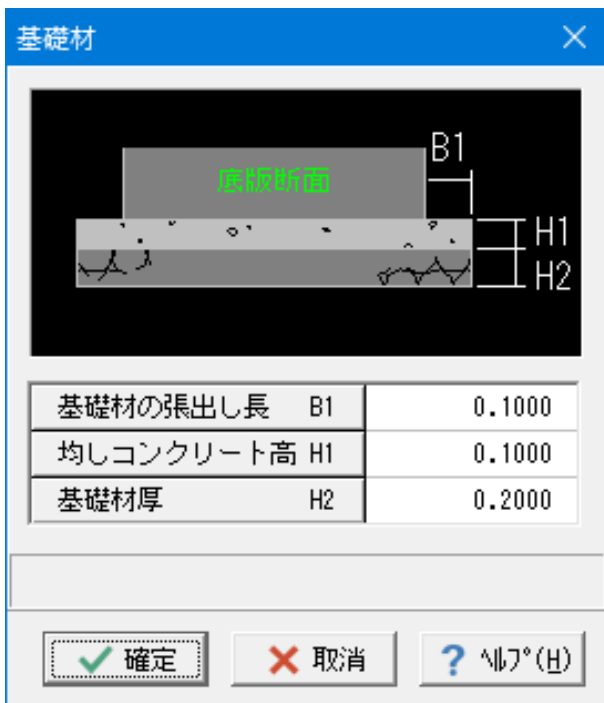 基礎材
底版断面
B1
H1
H2
基礎材の張出し長 B1 0.1000
均しコンクリート高 H1 0.1000
基礎材厚 H2 0.2000
確定 取消 ? ﾍﾙﾌﾟ(H)